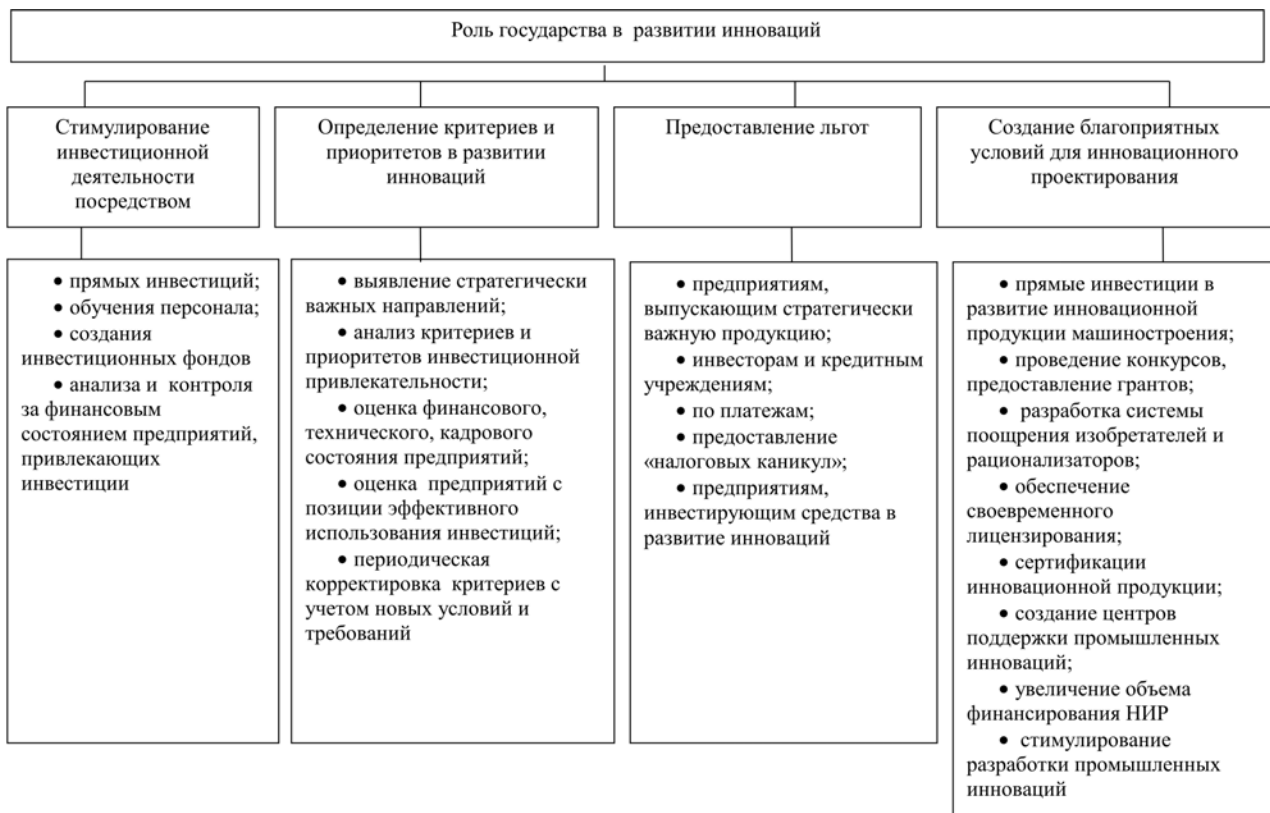 Роль государства в развитии инноваций
Стимулирование
инвестиционной
деятельности
посредством
Определение критериев и
приоритетов в развитии
инноваций
Предоставление льгот
Создание благоприятных
условий для инновационного
проектирования
• прямых инвестиций;
• обучения персонала;
• создания
инвестиционных фондов
• анализа и контроля
за финансовым
состоянием предприятий,
привлекающих
инвестиции
• выявление стратегически
важных направлений;
• анализ критериев и
приоритетов инвестиционной
привлекательности;
• оценка финансового,
технического, кадрового
состояния предприятий;
• оценка предприятий с
позиции эффективного
использования инвестиций;
• периодическая
корректировка критериев с
учетом новых условий и
требований
• предприятиям,
выпускающим стратегически
важную продукцию;
• инвесторам и кредитным
учреждениям;
• по платежам;
• предоставление
«налоговых каникул»;
• предприятиям,
инвестирующим средства в
развитие инноваций
• прямые инвестиции в
развитие инновационной
продукции машиностроения;
• проведение конкурсов,
предоставление грантов;
• разработка системы
поощрения изобретателей и
рационализаторов;
• обеспечение
своевременного
лицензирования;
• сертификации
инновационной продукции;
• создание центров
поддержки промышленных
инноваций;
• увеличение объема
финансирования НИР
• стимулирование
разработки промышленных
инноваций